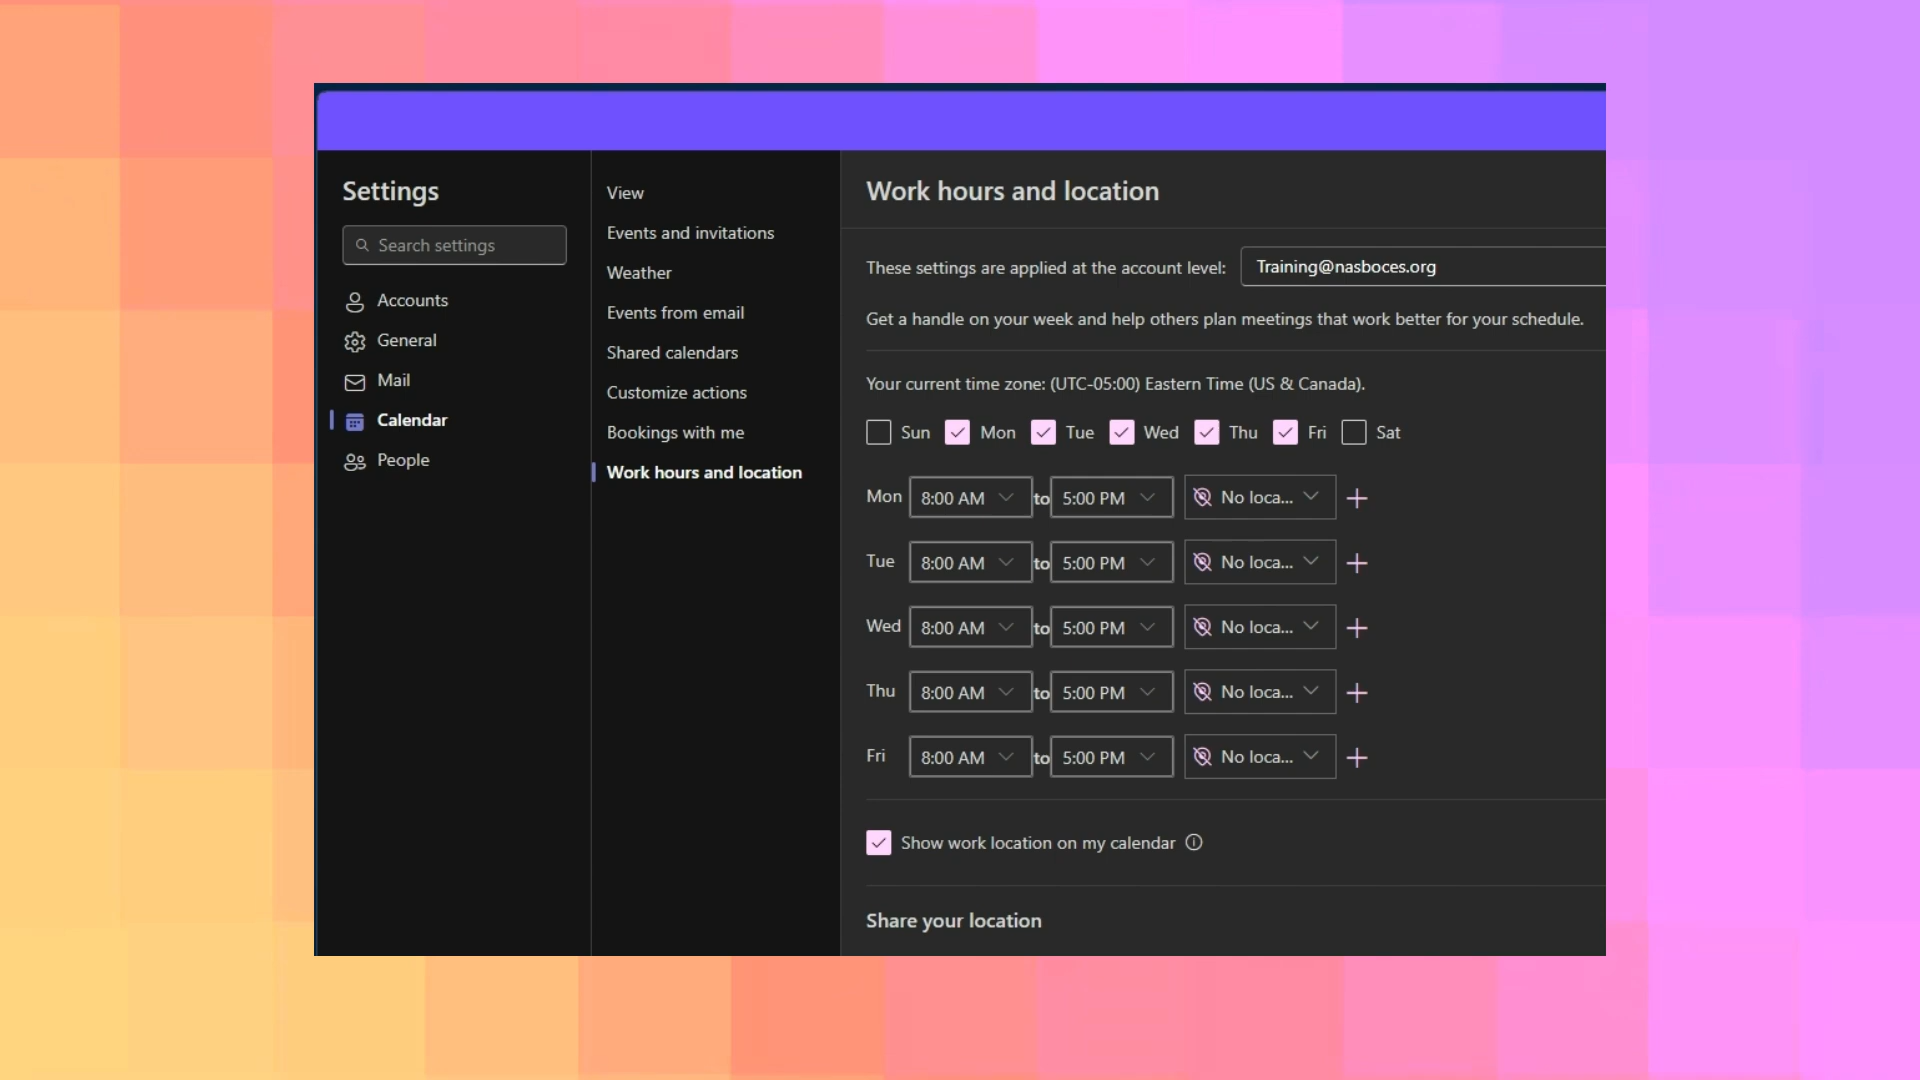 Settings
Search settings
Accounts
General
Mail
Calendar
People
View
Events and invitations
Weather
Events from email
Shared calendars
Customize actions
Bookings with me
Work hours and location
Work hours and location
These settings are applied at the account level: Training@nasboces.org
Get a handle on your week and help others plan meetings that work better for your schedule.
Your current time zone: (UTC-05:00) Eastern Time (US & Canada).
Sun Mon Tue Wed Thu Fri Sat
Mon 8:00 AM to 5:00 PM No loca...
Tue 8:00 AM to 5:00 PM No loca...
Wed 8:00 AM to 5:00 PM No loca...
Thu 8:00 AM to 5:00 PM No loca...
Fri 8:00 AM to 5:00 PM No loca...
Show work location on my calendar
Share your location